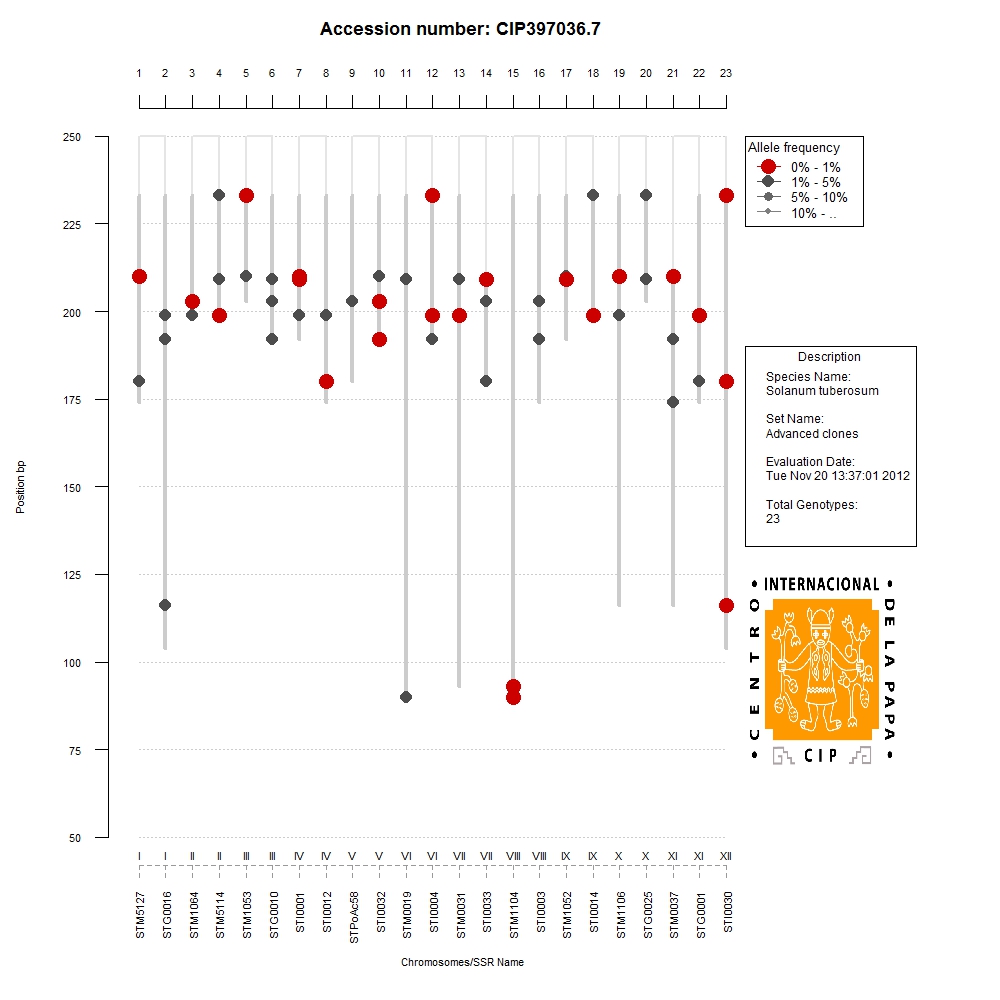 Accession number: CIP397036.7
1 2 3 4 5 6 7 8 9 10 11 12 13 14 15 16 17 18 19 20 21 22 23
250
225
200
175
150
125
100
75
50
Position bp
Allele frequency
0% - 1%
1% - 5%
5% - 10%
10% - ..
Description
Species Name:
Solanum tuberosum
Set Name:
Advanced clones
Evaluation Date:
Tue Nov 20 13:37:01 2012
Total Genotypes:
23
• INTERNACIONAL •
CENTRO
DE LA PAPA
• CIP •
I I II II III III IV IV V V VI VI VII VII VIII VIII IX IX X X XI XI XII
STM5127
STG0016
STM1064
STM5114
STM1053
STG0010
STI0001
STI0012
STPoAc58
STI0032
STM0019
STI0004
STM0031
STI0033
STM1104
STI0003
STM1052
STI0014
STM1106
STG0025
STM0037
STG0001
STI0030
Chromosomes/SSR Name